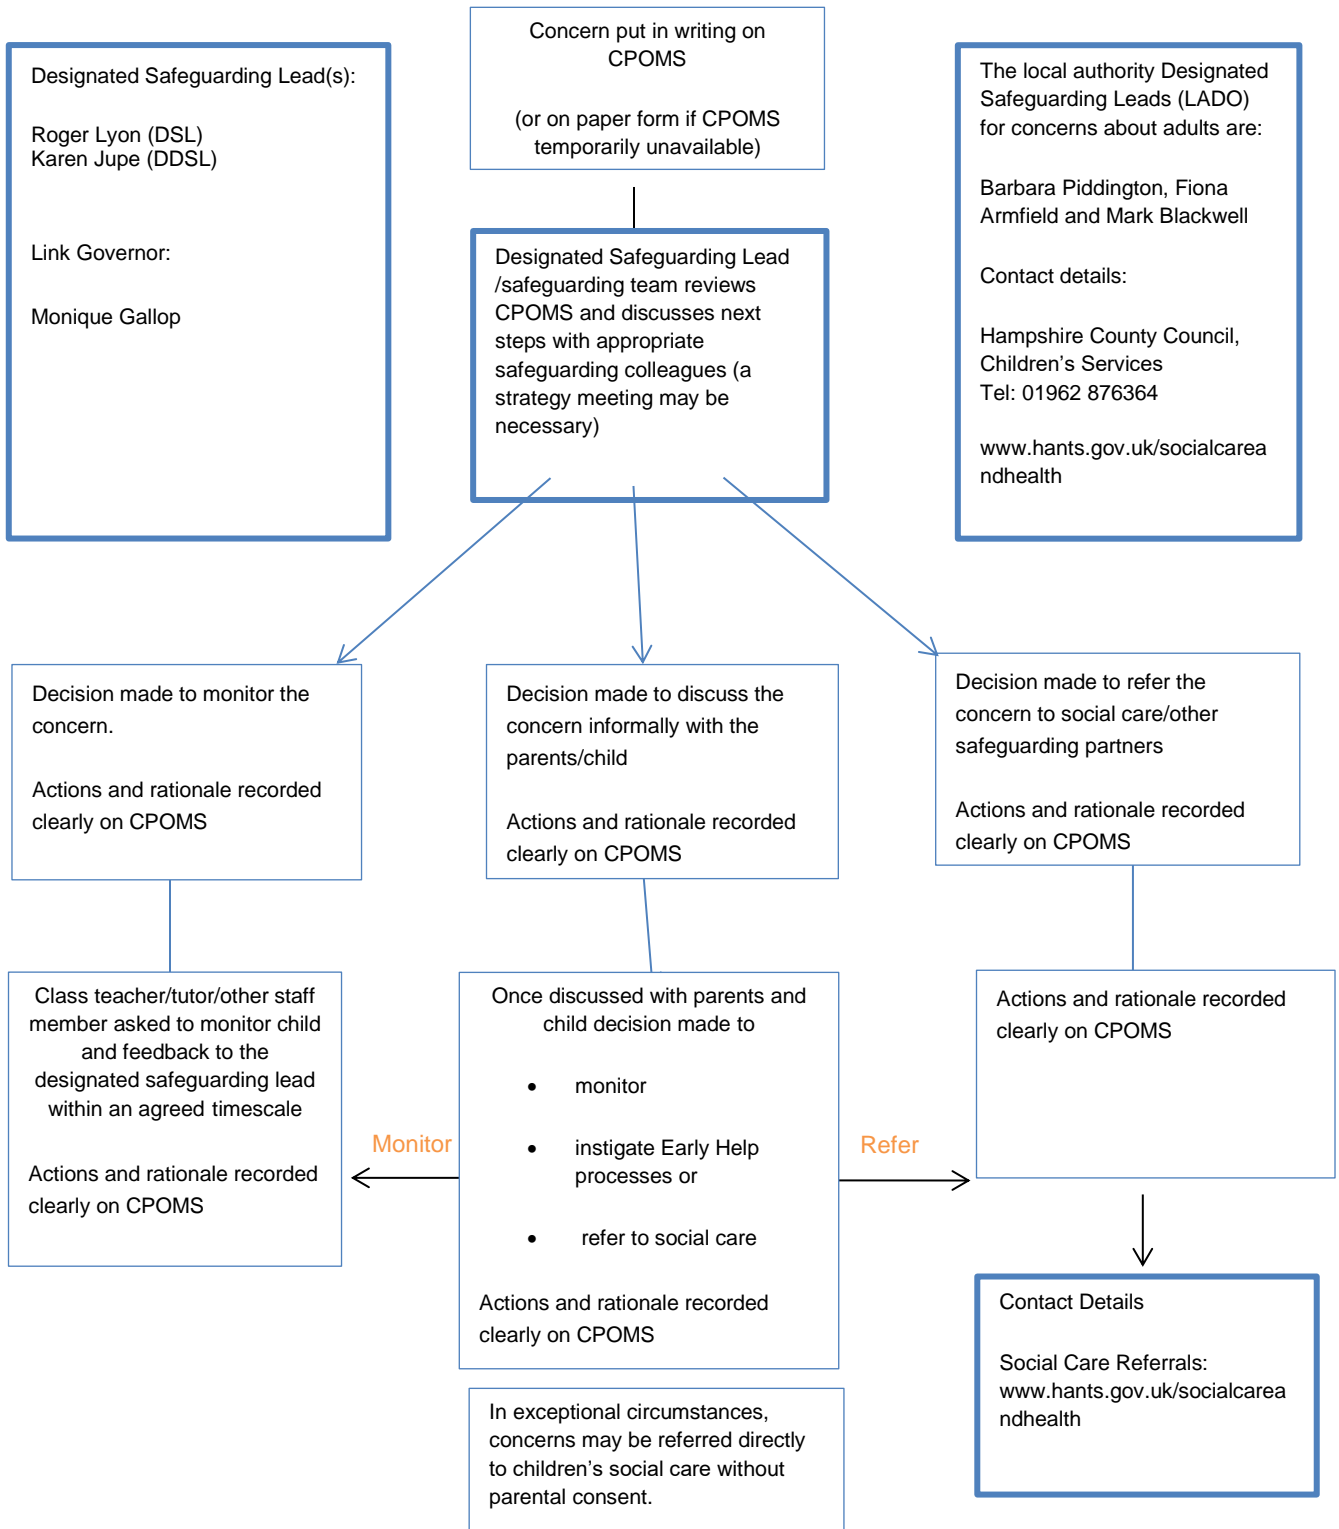 Concern put in writing on
CPOMS
(or on paper form if CPOMS
temporarily unavailable)
Designated Safeguarding Lead(s):
Roger Lyon (DSL)
Karen Jupe (DDSL)
Link Governor:
Monique Gallop
The local authority Designated
Safeguarding Leads (LADO)
for concerns about adults are:
Barbara Piddington, Fiona
Armfield and Mark Blackwell
Contact details:
Hampshire County Council,
Children’s Services
Tel: 01962 876364
www.hants.gov.uk/socialcarea
ndhealth
Designated Safeguarding Lead
/safeguarding team reviews
CPOMS and discusses next
steps with appropriate
safeguarding colleagues (a
strategy meeting may be
necessary)
Decision made to monitor the
concern.
Actions and rationale recorded
clearly on CPOMS
Decision made to discuss the
concern informally with the
parents/child
Actions and rationale recorded
clearly on CPOMS
Decision made to refer the
concern to social care/other
safeguarding partners
Actions and rationale recorded
clearly on CPOMS
Class teacher/tutor/other staff
member asked to monitor child
and feedback to the
designated safeguarding lead
within an agreed timescale
Actions and rationale recorded
clearly on CPOMS
Monitor
Once discussed with parents and
child decision made to
• monitor
• instigate Early Help
processes or
• refer to social care
Actions and rationale recorded
clearly on CPOMS
Refer
Actions and rationale recorded
clearly on CPOMS
Contact Details
Social Care Referrals:
www.hants.gov.uk/socialcarea
ndhealth
In exceptional circumstances,
concerns may be referred directly
to children’s social care without
parental consent.